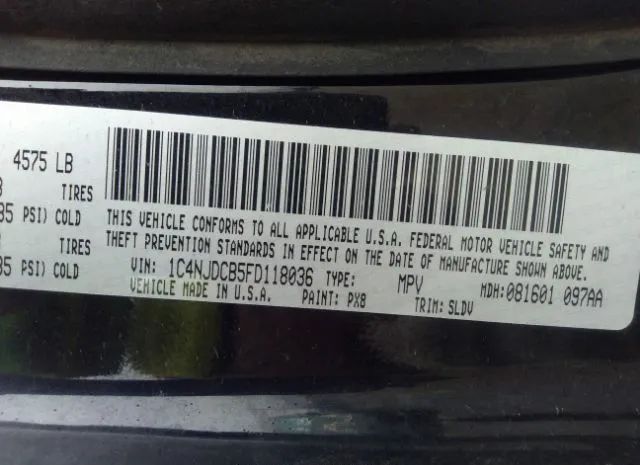 4575 LB
TIRES
PSI) COLD
TIRES
PSI) COLD
THIS VEHICLE CONFORMS TO ALL APPLICABLE U.S.A. FEDERAL MOTOR VEHICLE SAFETY AND
THEFT PREVENTION STANDARDS IN EFFECT ON THE DATE OF MANUFACTURE SHOWN ABOVE.
VIN: 1C4NJDCB5FD118036 TYPE: MPV MDH: 081601 097AA
VEHICLE MADE IN U.S.A. PAINT: PX8 TRIM: SLDV